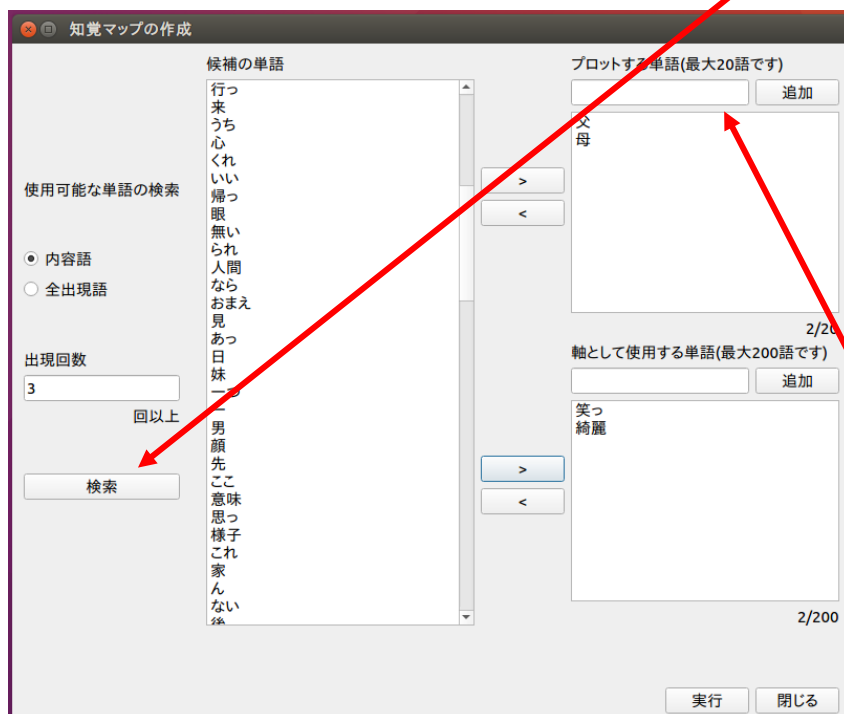 知覚マップの作成
使用可能な単語の検索
内容語
全出現語
出現回数
3
回以上
検索
候補の単語
行っ
来
うち
心
くれ
いい
帰っ
眼
無い
られ
人間
なら
おまえ
見
あっ
日
妹
一つ
一
男
顔
先
ここ
意味
思っ
様子
これ
家
ん
ない
後
>
<
>
<
プロットする単語(最大20語です)
追加
父
母
2/20
軸として使用する単語(最大200語です)
追加
笑っ
綺麗
2/200
実行
閉じる